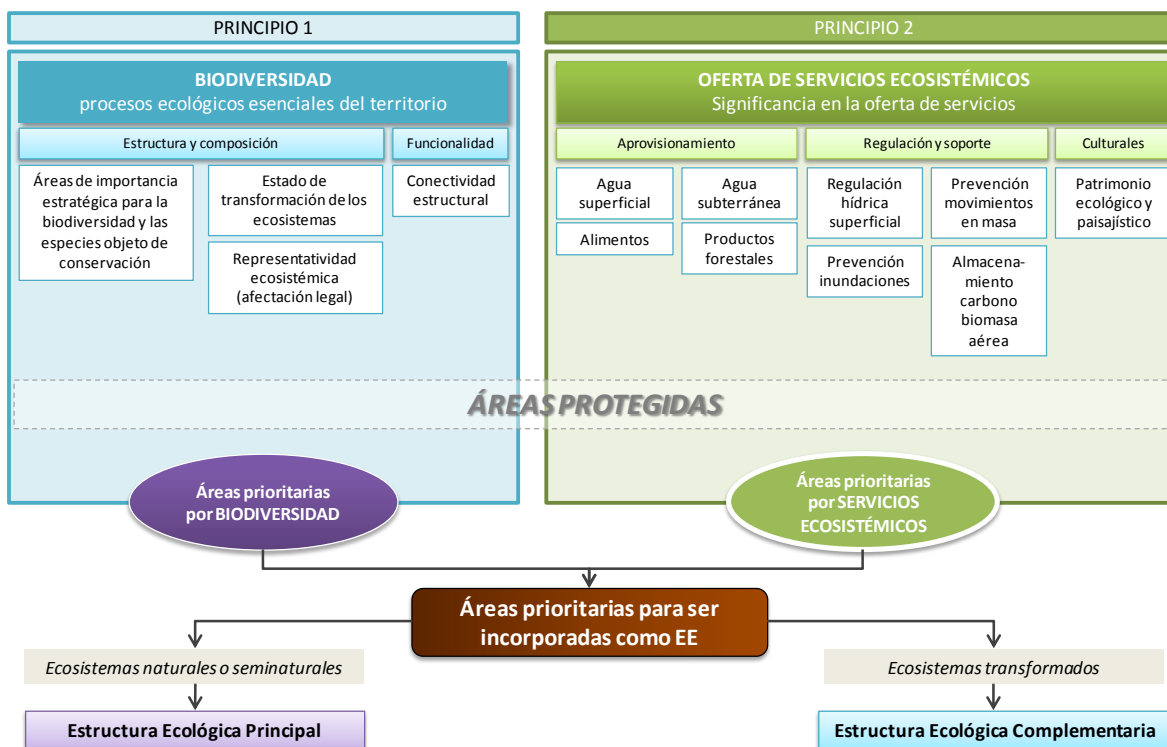 PRINCIPIO 1
BIODIVERSIDAD
procesos ecológicos esenciales del territorio
Estructura y composición
Funcionalidad
Áreas de importancia
estratégica para la
biodiversidad y las
especies objeto de
conservación
Estado de
transformación de los
ecosistemas
Representatividad
ecosistémica
(afectación legal)
Conectividad
estructural
PRINCIPIO 2
OFERTA DE SERVICIOS ECOSISTÉMICOS
Significancia en la oferta de servicios
Aprovisionamiento
Regulación y soporte
Culturales
Agua
superficial
Agua
subterránea
Alimentos
Productos
forestales
Regulación
hídrica
superficial
Prevención
movimientos
en masa
Prevención
inundaciones
Almacena-
miento
carbono
biomasa
aérea
Patrimonio
ecológico y
paisajístico
ÁREAS PROTEGIDAS
Áreas prioritarias
por BIODIVERSIDAD
Áreas prioritarias
por SERVICIOS
ECOSISTÉMICOS
Áreas prioritarias para ser
incorporadas como EE
Ecosistemas naturales o seminaturales
Ecosistemas transformados
Estructura Ecológica Principal
Estructura Ecológica Complementaria